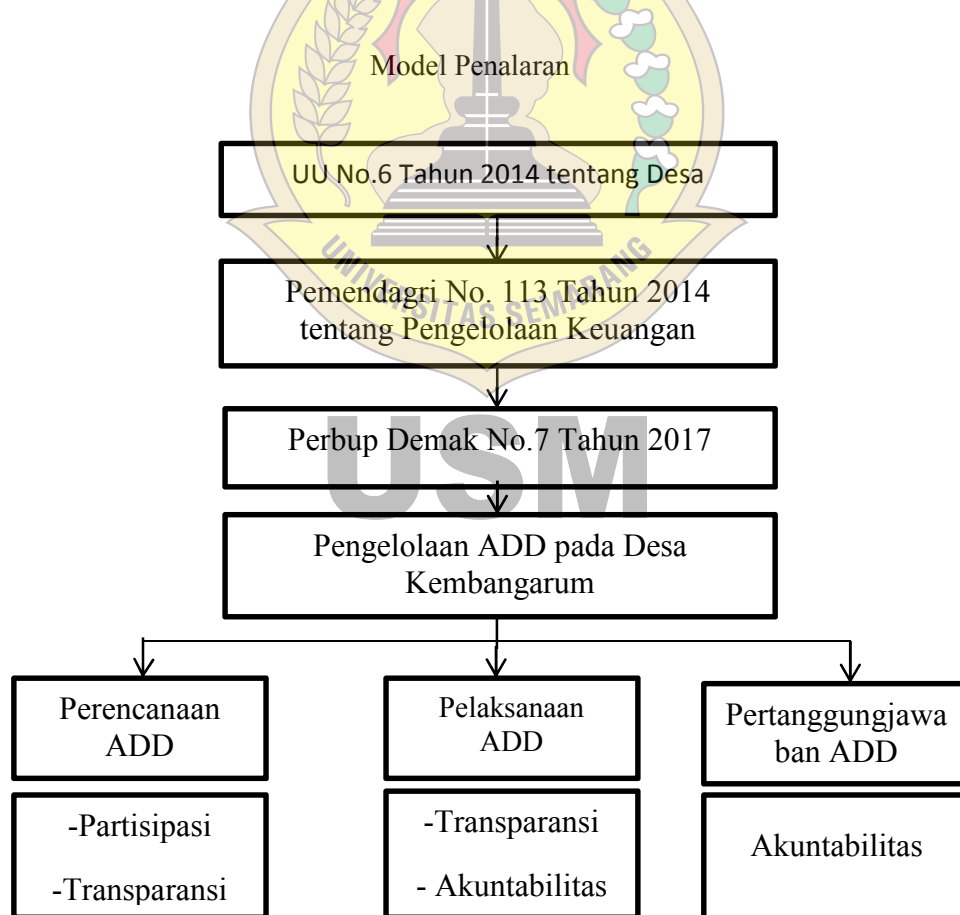 Model Penalaran
UU No.6 Tahun 2014 tentang Desa
UNIVERSITAS SEMARANG
Pemendagri No. 113 Tahun 2014
tentang Pengelolaan Keuangan
USM
Perbup Demak No.7 Tahun 2017
Pengelolaan ADD pada Desa
Kembangarum
Perencanaan
ADD
-Partisipasi
-Transparansi
Pelaksanaan
ADD
-Transparansi
- Akuntabilitas
Pertanggungjawa
ban ADD
Akuntabilitas